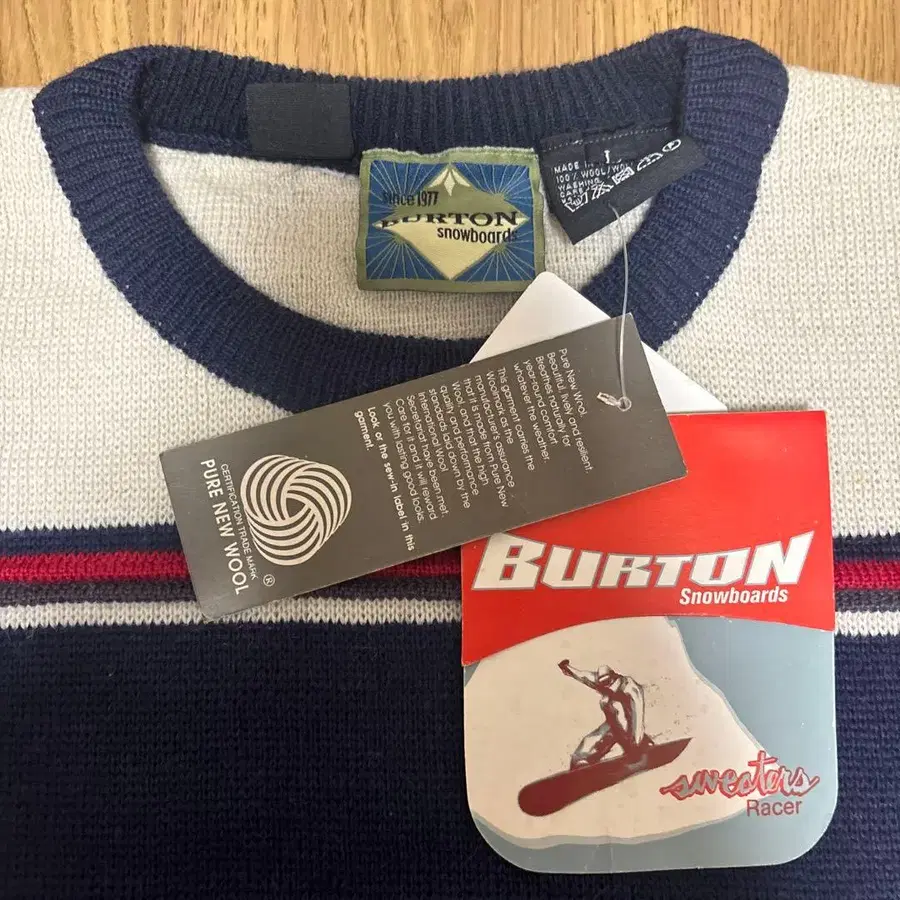 since 1977
BURTON
snowboards
MADE IN
100% WOOL/WO
WASHING
CARE
Pure New Wool
Beautiful, lively and resilient.
Breathes naturally for
year-round comfort
whatever the weather.
This garment carries the
Woolmark as the
manufacturer's assurance
that it is made from Pure New
Wool and that the high
quality and performance
standards laid down by the
International Wool
Secretariat have been met.
Care for it and it will reward
you with lasting good looks.
Look or the sew-in label in this
garment.
CERTIFICATION TRADE MARK
PURE NEW WOOL
®
BURTON
Snowboards
sweaters
Racer